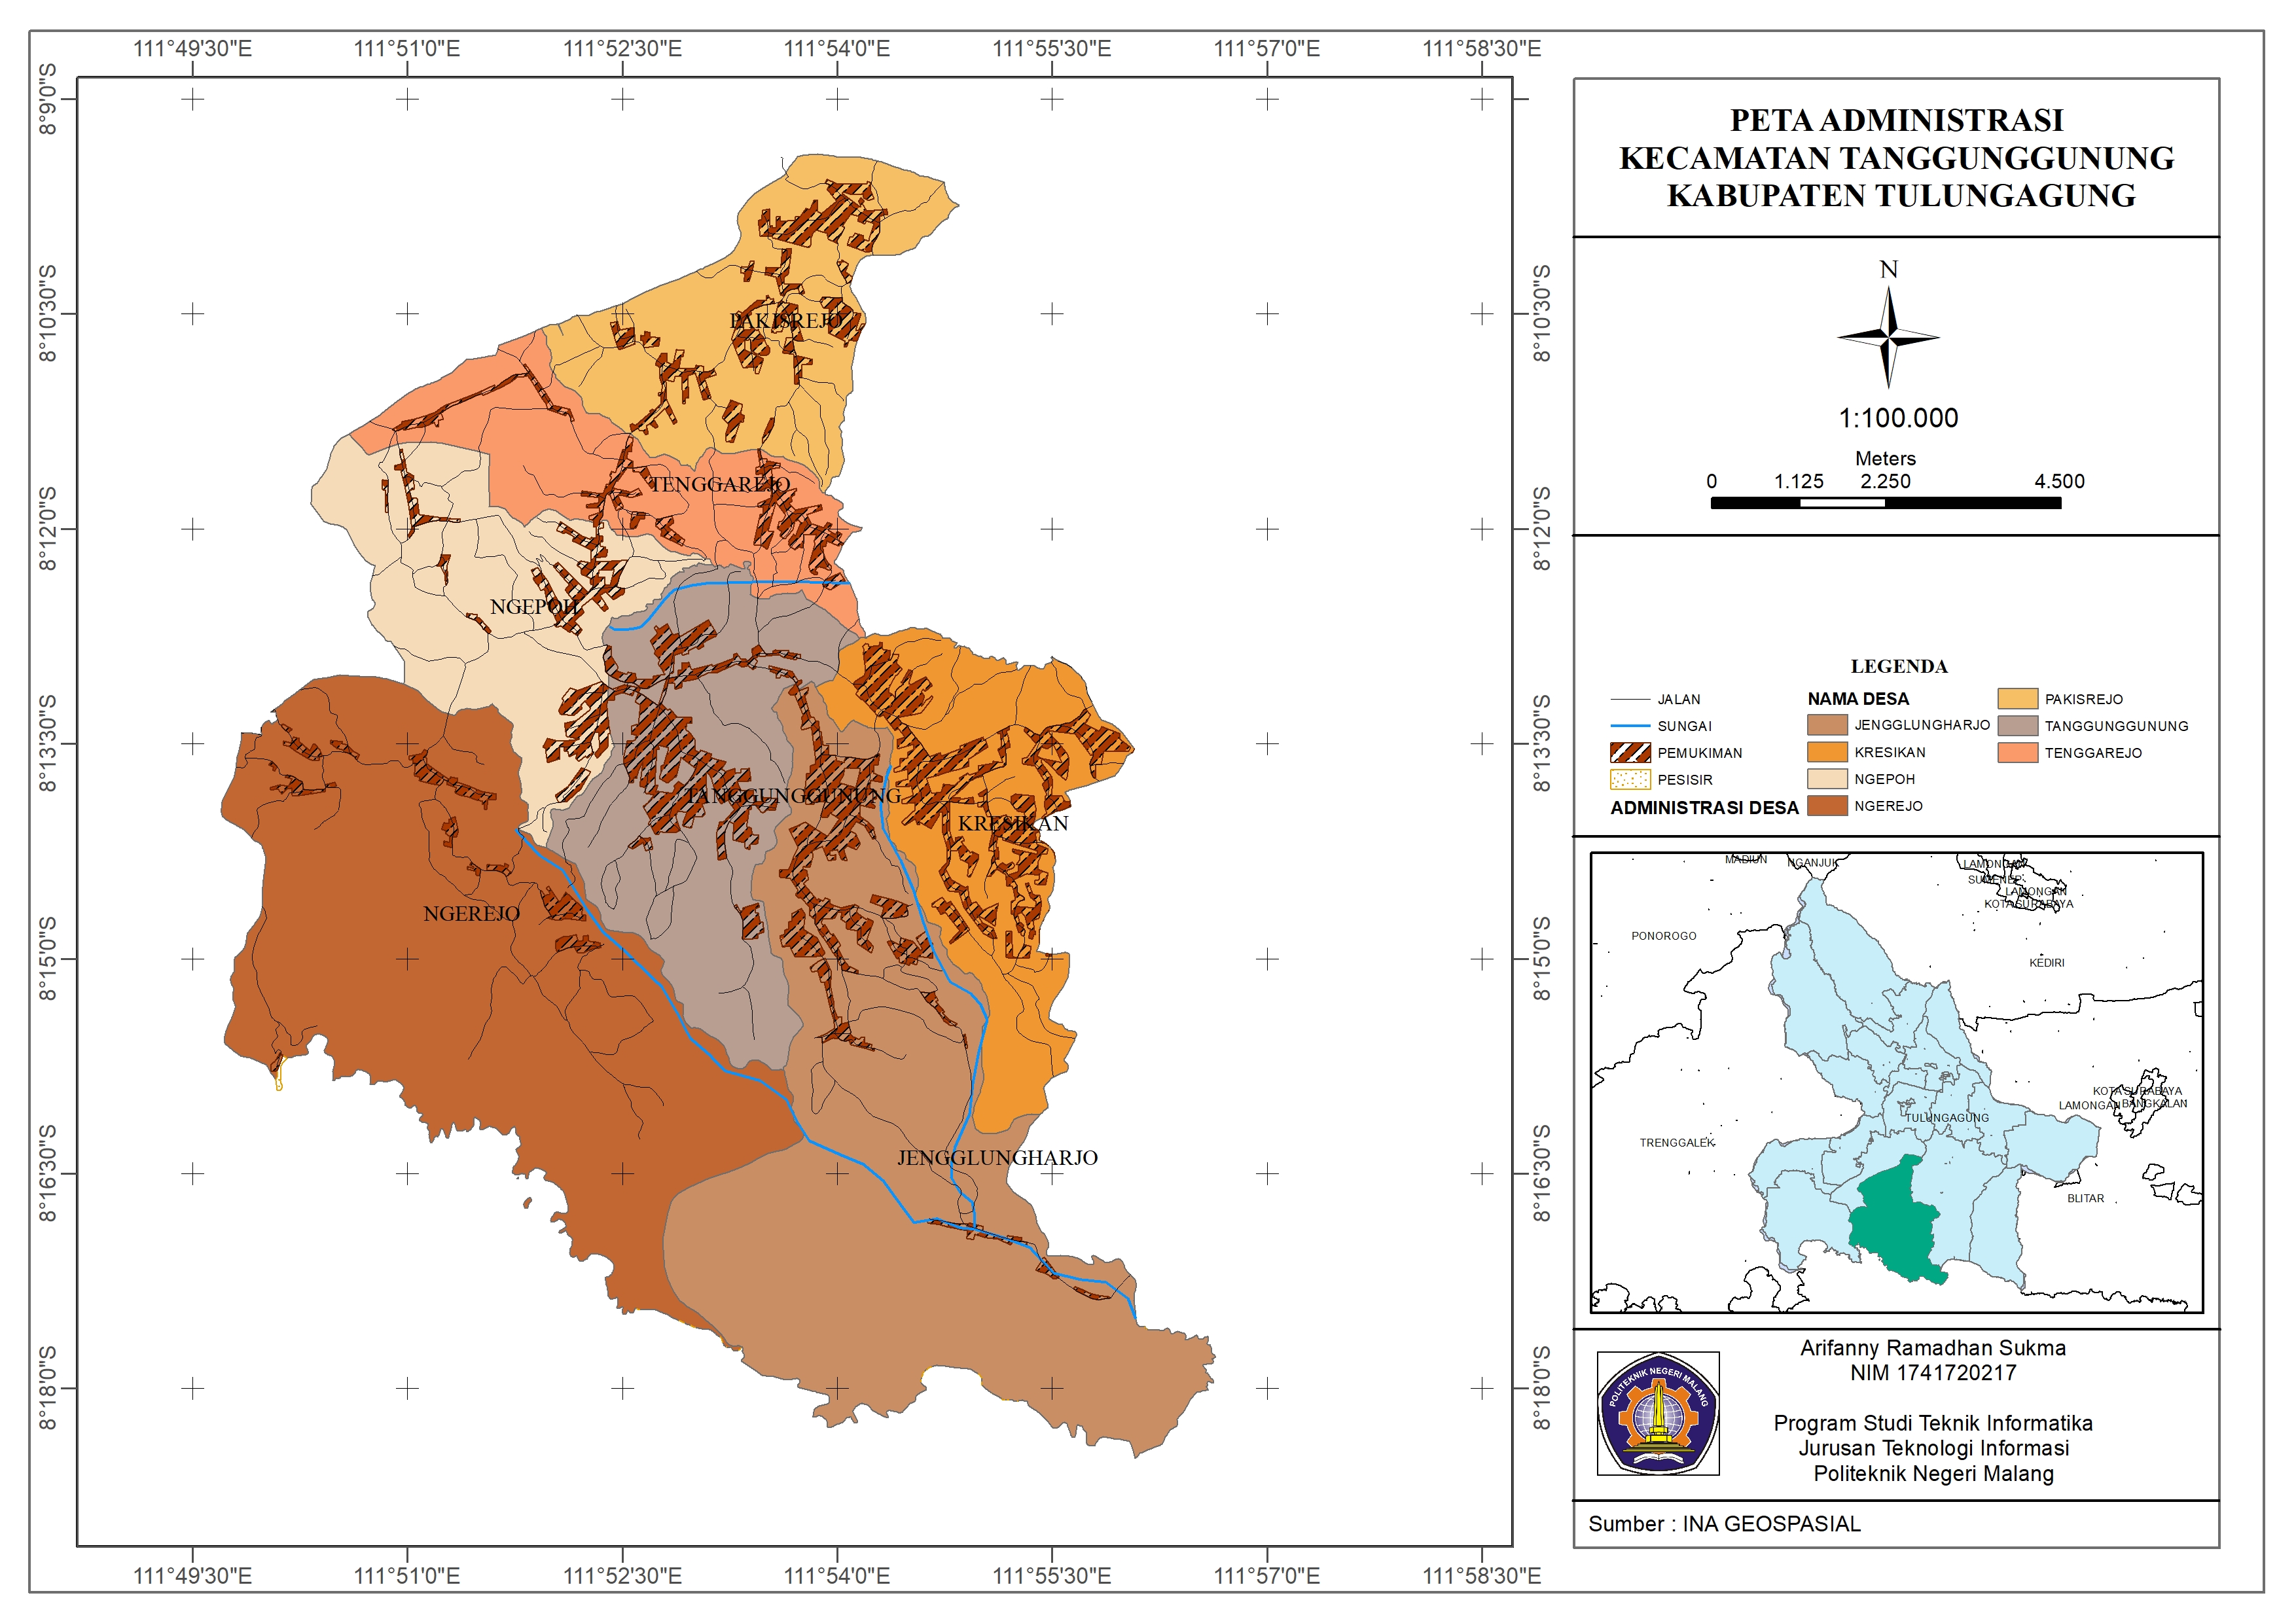 111°49'30"E 111°51'0"E 111°52'30"E 111°54'0"E 111°55'30"E 111°57'0"E 111°58'30"E
8°9'0"S
8°10'30"S
8°12'0"S
8°13'30"S
8°15'0"S
8°16'30"S
8°18'0"S
PAKISREJO
TENGGAREJO
NGEPOH
TANGGUNGGUNUNG
KRESIKAN
NGEREJO
JENGGLUNGHARJO
8°10'30"S
8°12'0"S
8°13'30"S
8°15'0"S
8°16'30"S
8°18'0"S
111°49'30"E 111°51'0"E 111°52'30"E 111°54'0"E 111°55'30"E 111°57'0"E 111°58'30"E
PETA ADMINISTRASI
KECAMATAN TANGGUNGGUNUNG
KABUPATEN TULUNGAGUNG
N
1:100.000
Meters
0 1.125 2.250 4.500
LEGENDA
JALAN
SUNGAI
PEMUKIMAN
PESISIR
ADMINISTRASI DESA
NAMA DESA
JENGGLUNGHARJO
KRESIKAN
NGEPOH
NGEREJO
PAKISREJO
TANGGUNGGUNUNG
TENGGAREJO
MADIUN NGANJUK LAMONGAN
SUMENEP
LAMONGAN
KOTA SURABAYA
PONOROGO
KEDIRI
KOTA SURABAYA
LAMONGAN BANGKALAN
TULUNGAGUNG
TRENGGALEK
BLITAR
POLITEKNIK NEGERI MALANG
Arifanny Ramadhan Sukma
NIM 1741720217
Program Studi Teknik Informatika
Jurusan Teknologi Informasi
Politeknik Negeri Malang
Sumber : INA GEOSPASIAL